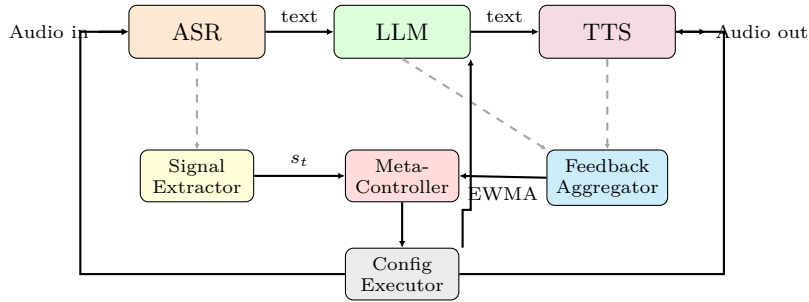 text
text
Audio in
ASR
LLM
TTS
Audio out
Signal
Extractor
s_t
Meta-
Controller
Feedback
Aggregator
EWMA
Config
Executor